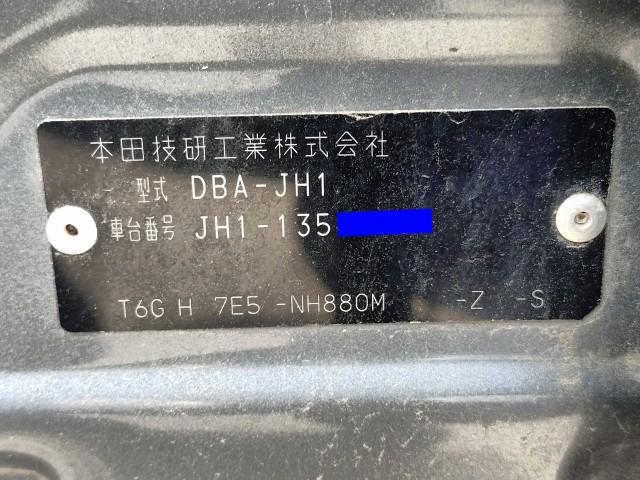 本田技研工業株式会社
型式 DBA-JH1
車台番号 JH1-135
T6G H 7E5 -NH880M -Z -S